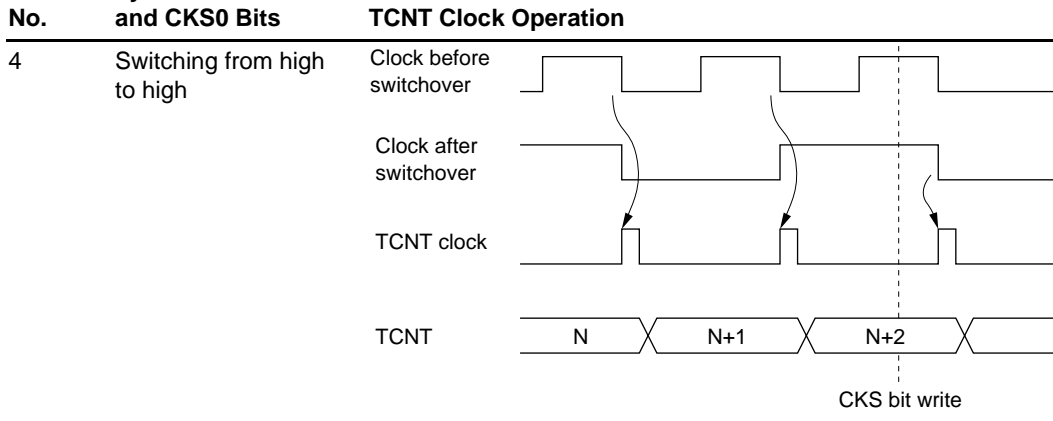 No. and CKS0 Bits TCNT Clock Operation
4 Switching from high Clock before
to high switchover
Clock after
switchover
TCNT clock
TCNT N N+1 N+2
CKS bit write